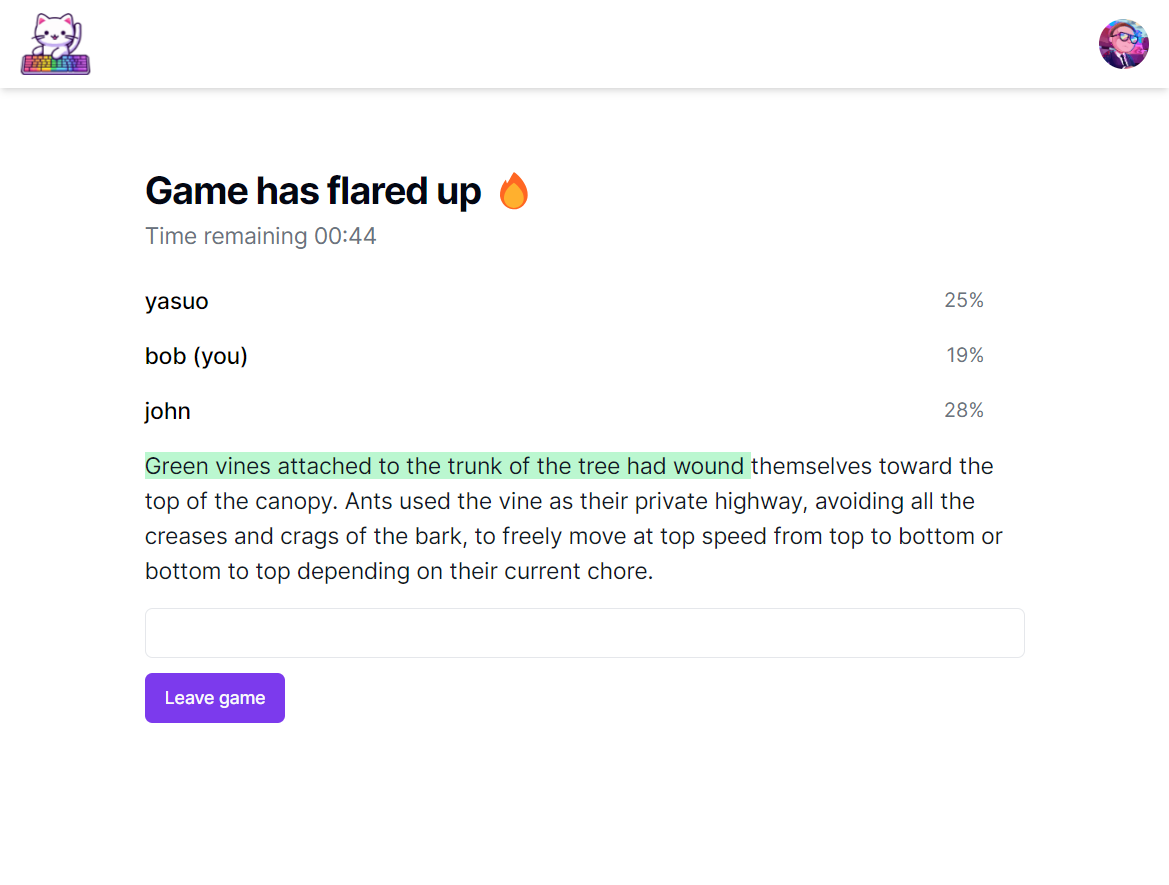 Game has flared up 🔥
Time remaining 00:44
yasuo 25%
bob (you) 19%
john 28%
Green vines attached to the trunk of the tree had wound themselves toward the
top of the canopy. Ants used the vine as their private highway, avoiding all the
creases and crags of the bark, to freely move at top speed from top to bottom or
bottom to top depending on their current chore.
Leave game